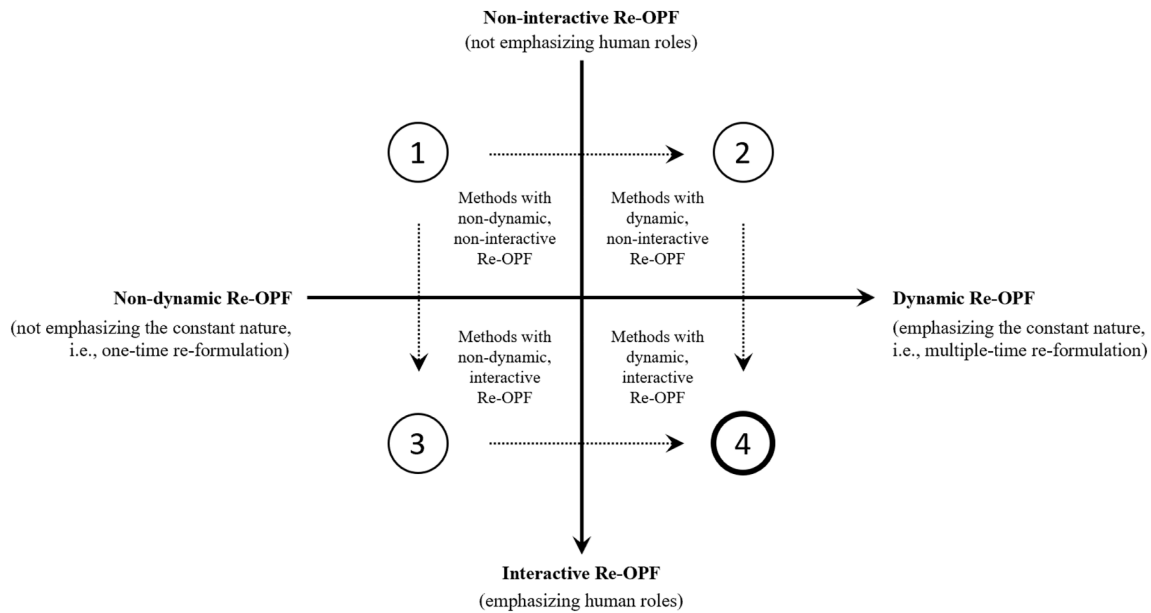 Non-interactive Re-OPF
(not emphasizing human roles)
1
2
Methods with
non-dynamic,
non-interactive
Re-OPF
Methods with
dynamic,
non-interactive
Re-OPF
Non-dynamic Re-OPF
(not emphasizing the constant nature,
i.e., one-time re-formulation)
Dynamic Re-OPF
(emphasizing the constant nature,
i.e., multiple-time re-formulation)
Methods with
non-dynamic,
interactive
Re-OPF
Methods with
dynamic,
interactive
Re-OPF
3
4
Interactive Re-OPF
(emphasizing human roles)